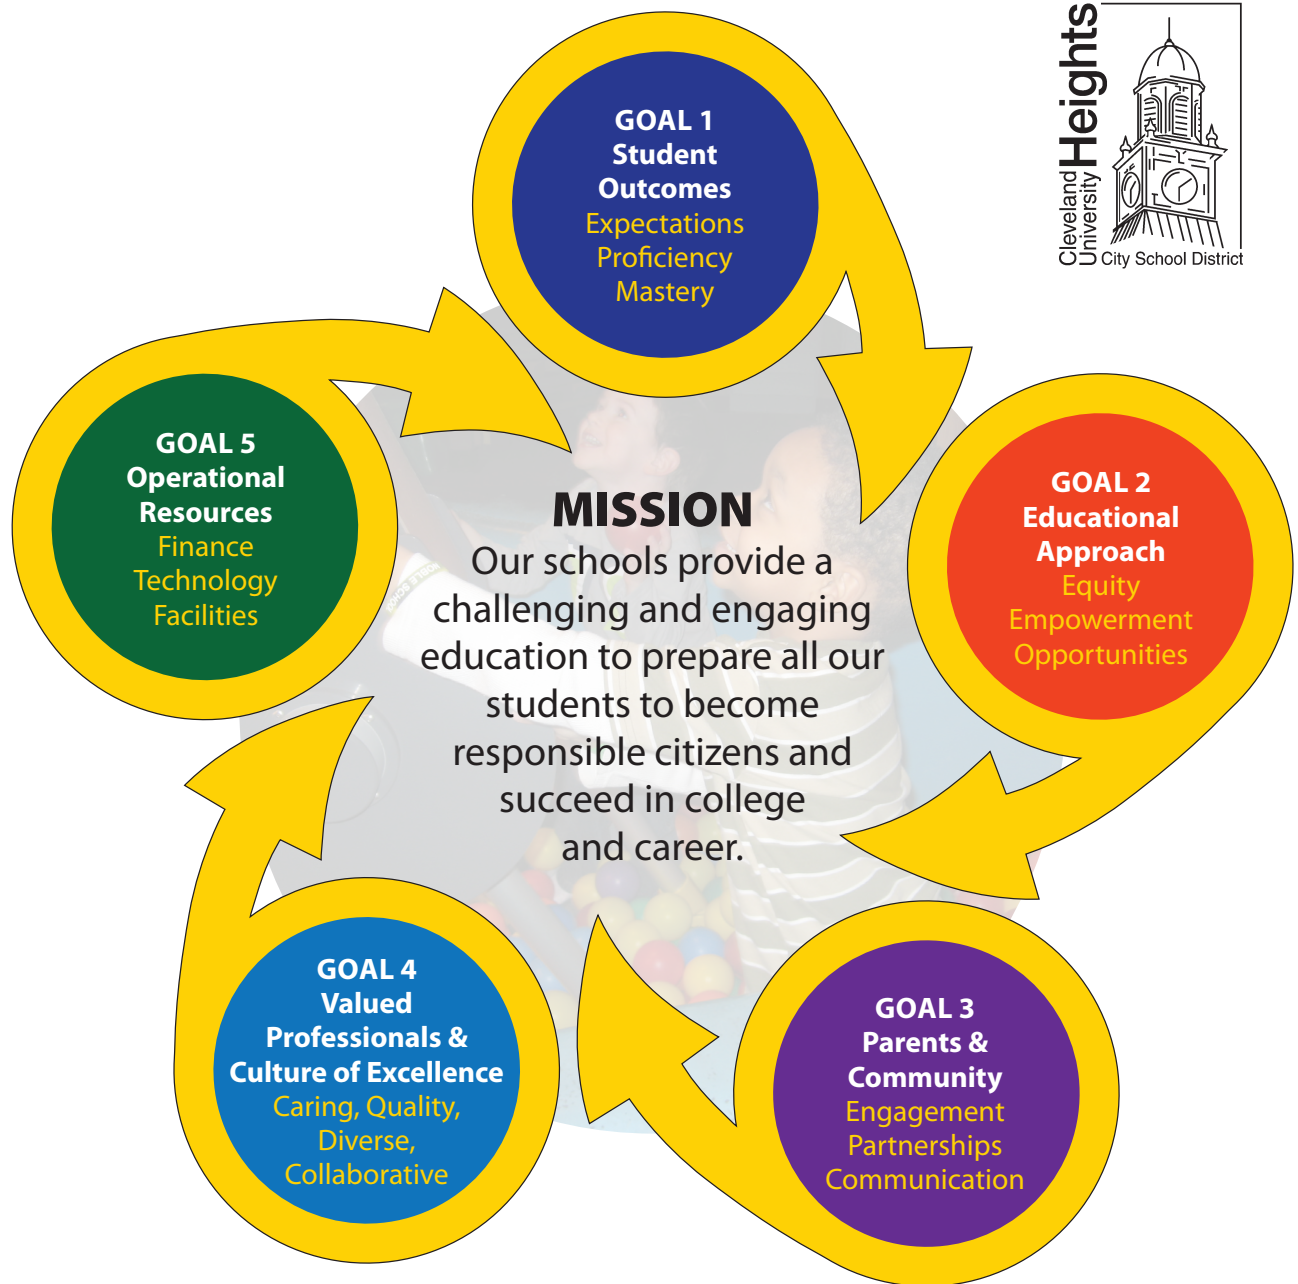 GOAL 1
Student
Outcomes
Expectations
Proficiency
Mastery
Cleveland
University
Heights
City School District
GOAL 5
Operational
Resources
Finance
Technology
Facilities
MISSION
Our schools provide a
challenging and engaging
education to prepare all our
students to become
responsible citizens and
succeed in college
and career.
GOAL 2
Educational
Approach
Equity
Empowerment
Opportunities
GOAL 4
Valued
Professionals &
Culture of Excellence
Caring, Quality,
Diverse,
Collaborative
GOAL 3
Parents &
Community
Engagement
Partnerships
Communication